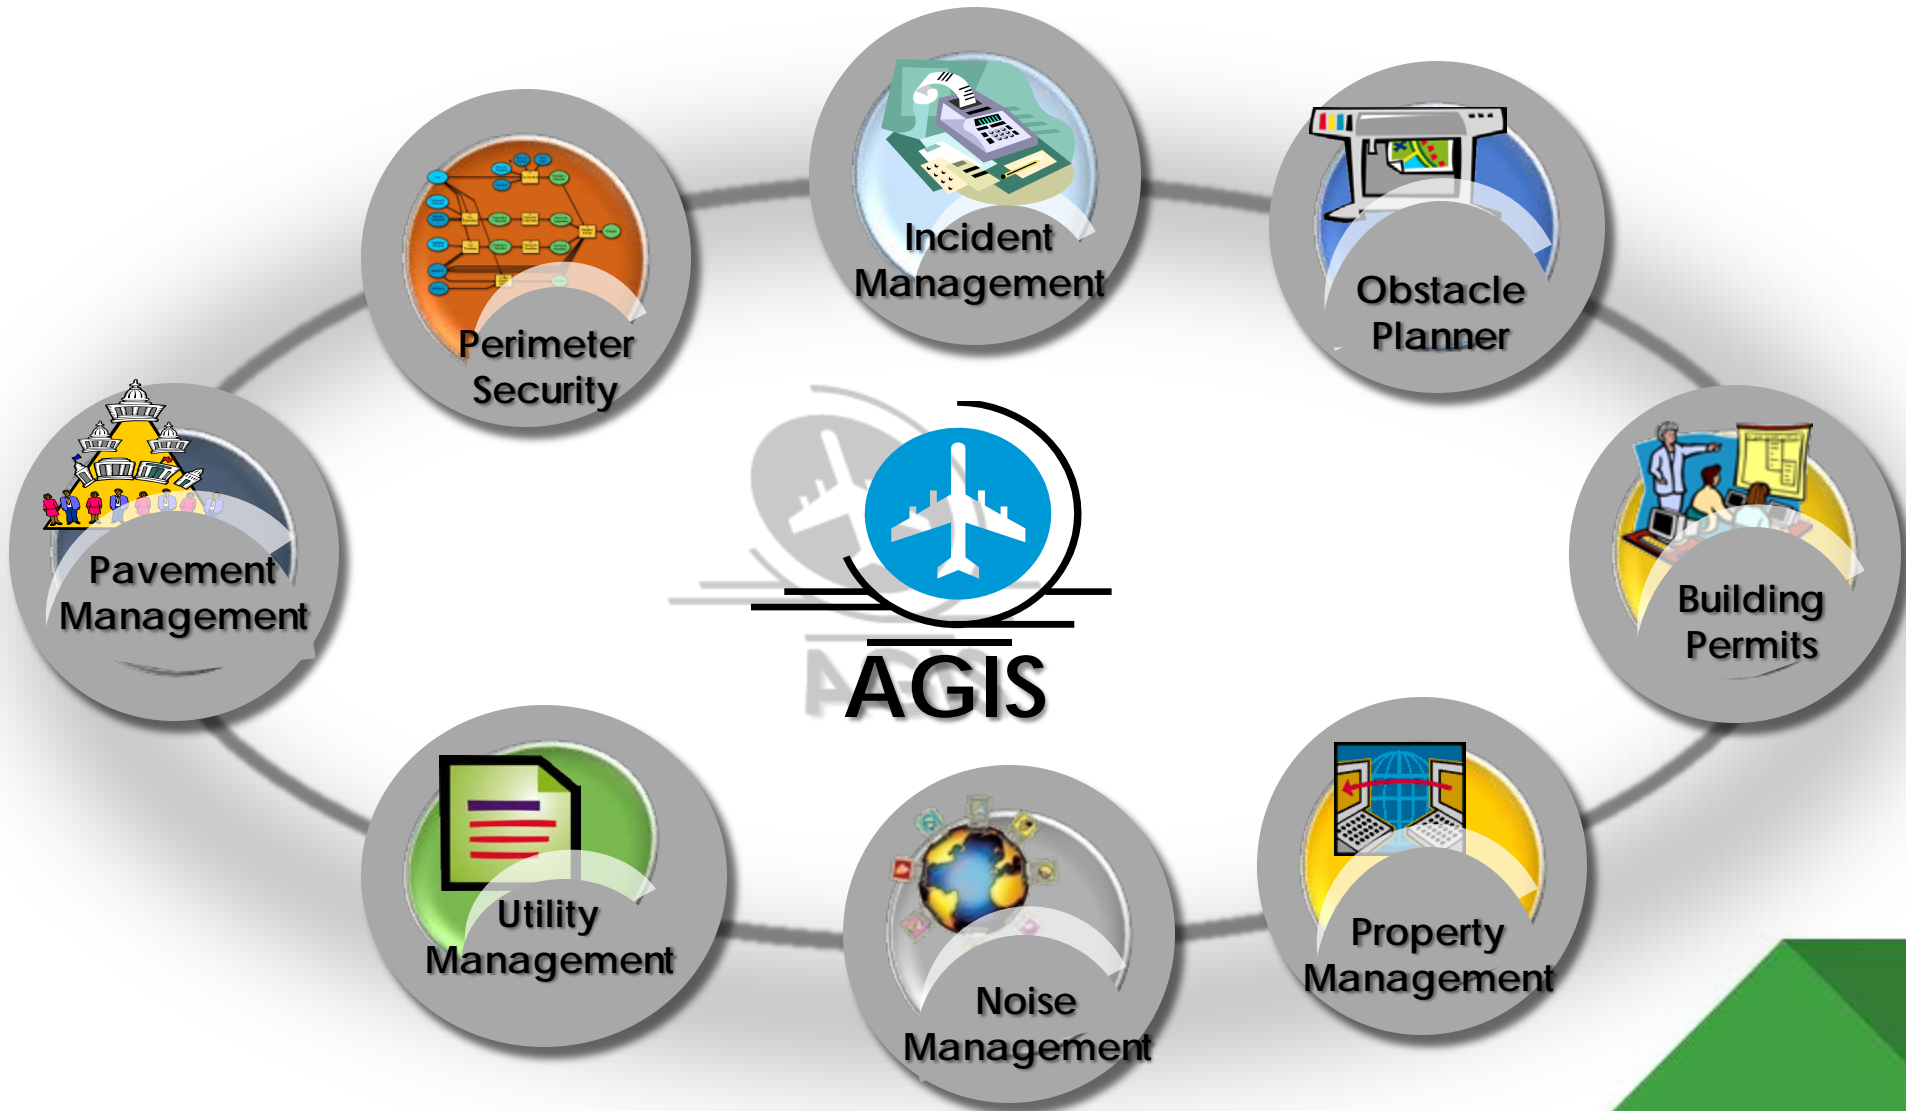 Incident
Management
Obstacle
Planner
Perimeter
Security
Pavement
Management
Building
Permits
AGIS
Utility
Management
Property
Management
Noise
Management